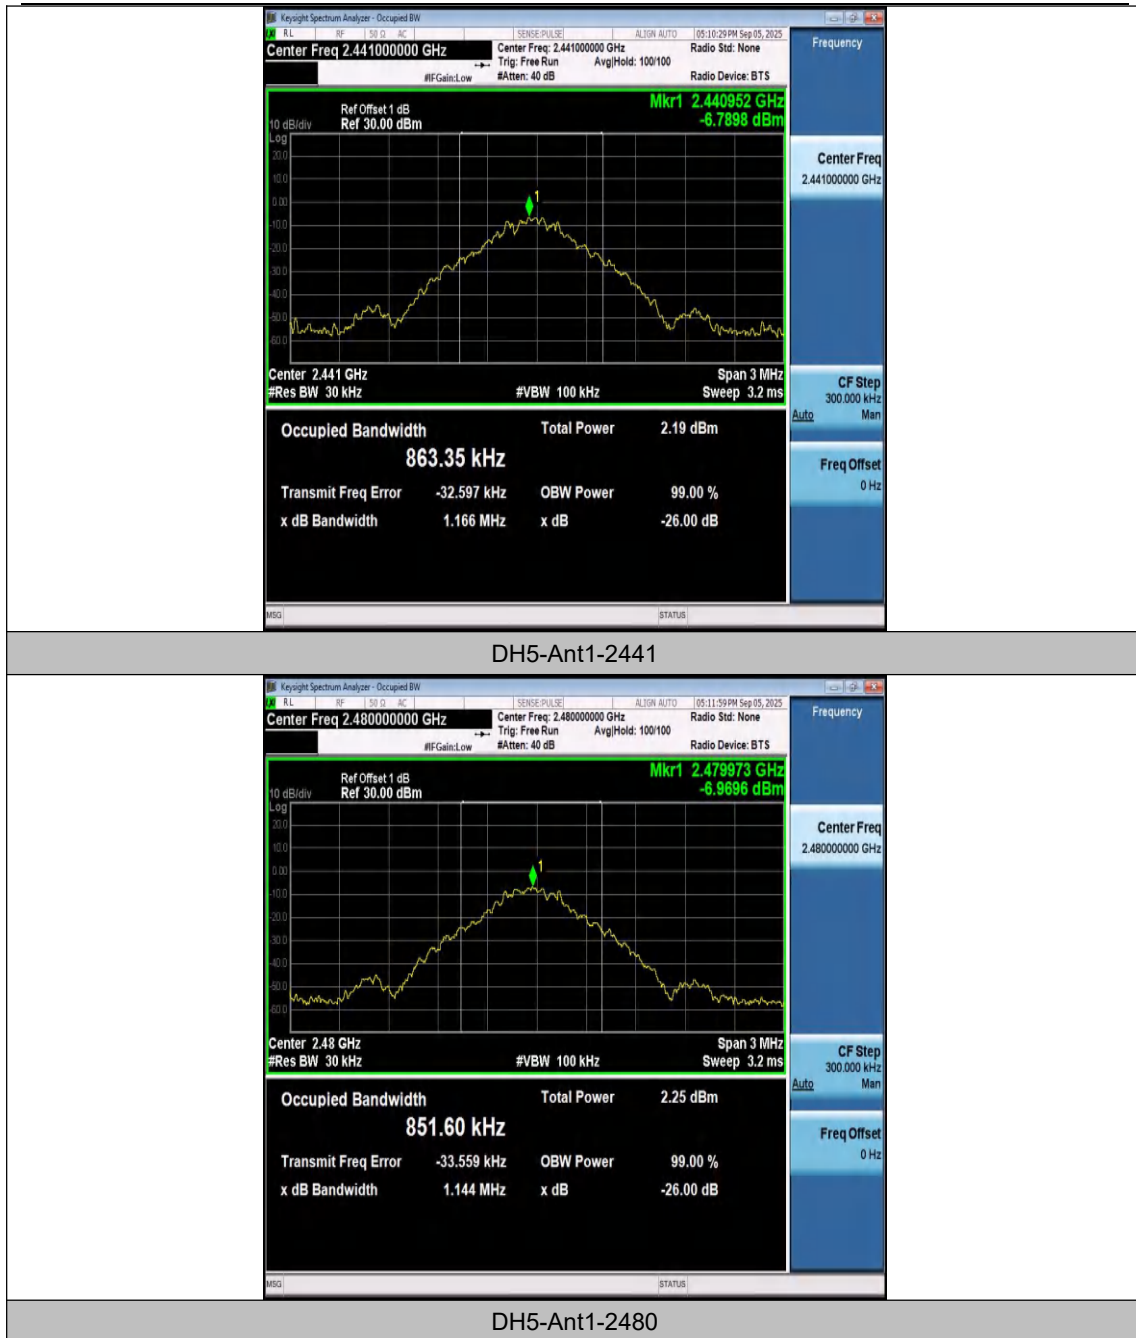 Keysight Spectrum Analyzer - Occupied BW
RL RF 50 Ω AC SENSE:PULSE ALIGN AUTO 05:10:29 PM Sep 05, 2025
Center Freq 2.441000000 GHz Center Freq: 2.441000000 GHz Radio Std: None Frequency
Trig: Free Run Avg|Hold: 100/100
#IFGain:Low #Atten: 40 dB Radio Device: BTS
Mkr1 2.440952 GHz
Ref Offset 1 dB
10 dB/div Ref 30.00 dBm -6.7898 dBm
Log
20.0
10.0
0.00
-10.0
-20.0
-30.0
-40.0
-50.0
-60.0
1
Center Freq
2.441000000 GHz
Center 2.441 GHz Span 3 MHz
#Res BW 30 kHz #VBW 100 kHz Sweep 3.2 ms
CF Step
300.000 kHz
Auto Man
Occupied Bandwidth Total Power 2.19 dBm
863.35 kHz
Freq Offset
0 Hz
Transmit Freq Error -32.597 kHz OBW Power 99.00 %
x dB Bandwidth 1.166 MHz x dB -26.00 dB
MSG STATUS
DH5-Ant1-2441
Keysight Spectrum Analyzer - Occupied BW
RL RF 50 Ω AC SENSE:PULSE ALIGN AUTO 05:11:59 PM Sep 05, 2025
Center Freq 2.480000000 GHz Center Freq: 2.480000000 GHz Radio Std: None Frequency
Trig: Free Run Avg|Hold: 100/100
#IFGain:Low #Atten: 40 dB Radio Device: BTS
Mkr1 2.479973 GHz
Ref Offset 1 dB
10 dB/div Ref 30.00 dBm -6.9696 dBm
Log
20.0
10.0
0.00
-10.0
-20.0
-30.0
-40.0
-50.0
-60.0
1
Center Freq
2.480000000 GHz
Center 2.48 GHz Span 3 MHz
#Res BW 30 kHz #VBW 100 kHz Sweep 3.2 ms
CF Step
300.000 kHz
Auto Man
Occupied Bandwidth Total Power 2.25 dBm
851.60 kHz
Freq Offset
0 Hz
Transmit Freq Error -33.559 kHz OBW Power 99.00 %
x dB Bandwidth 1.144 MHz x dB -26.00 dB
MSG STATUS
DH5-Ant1-2480